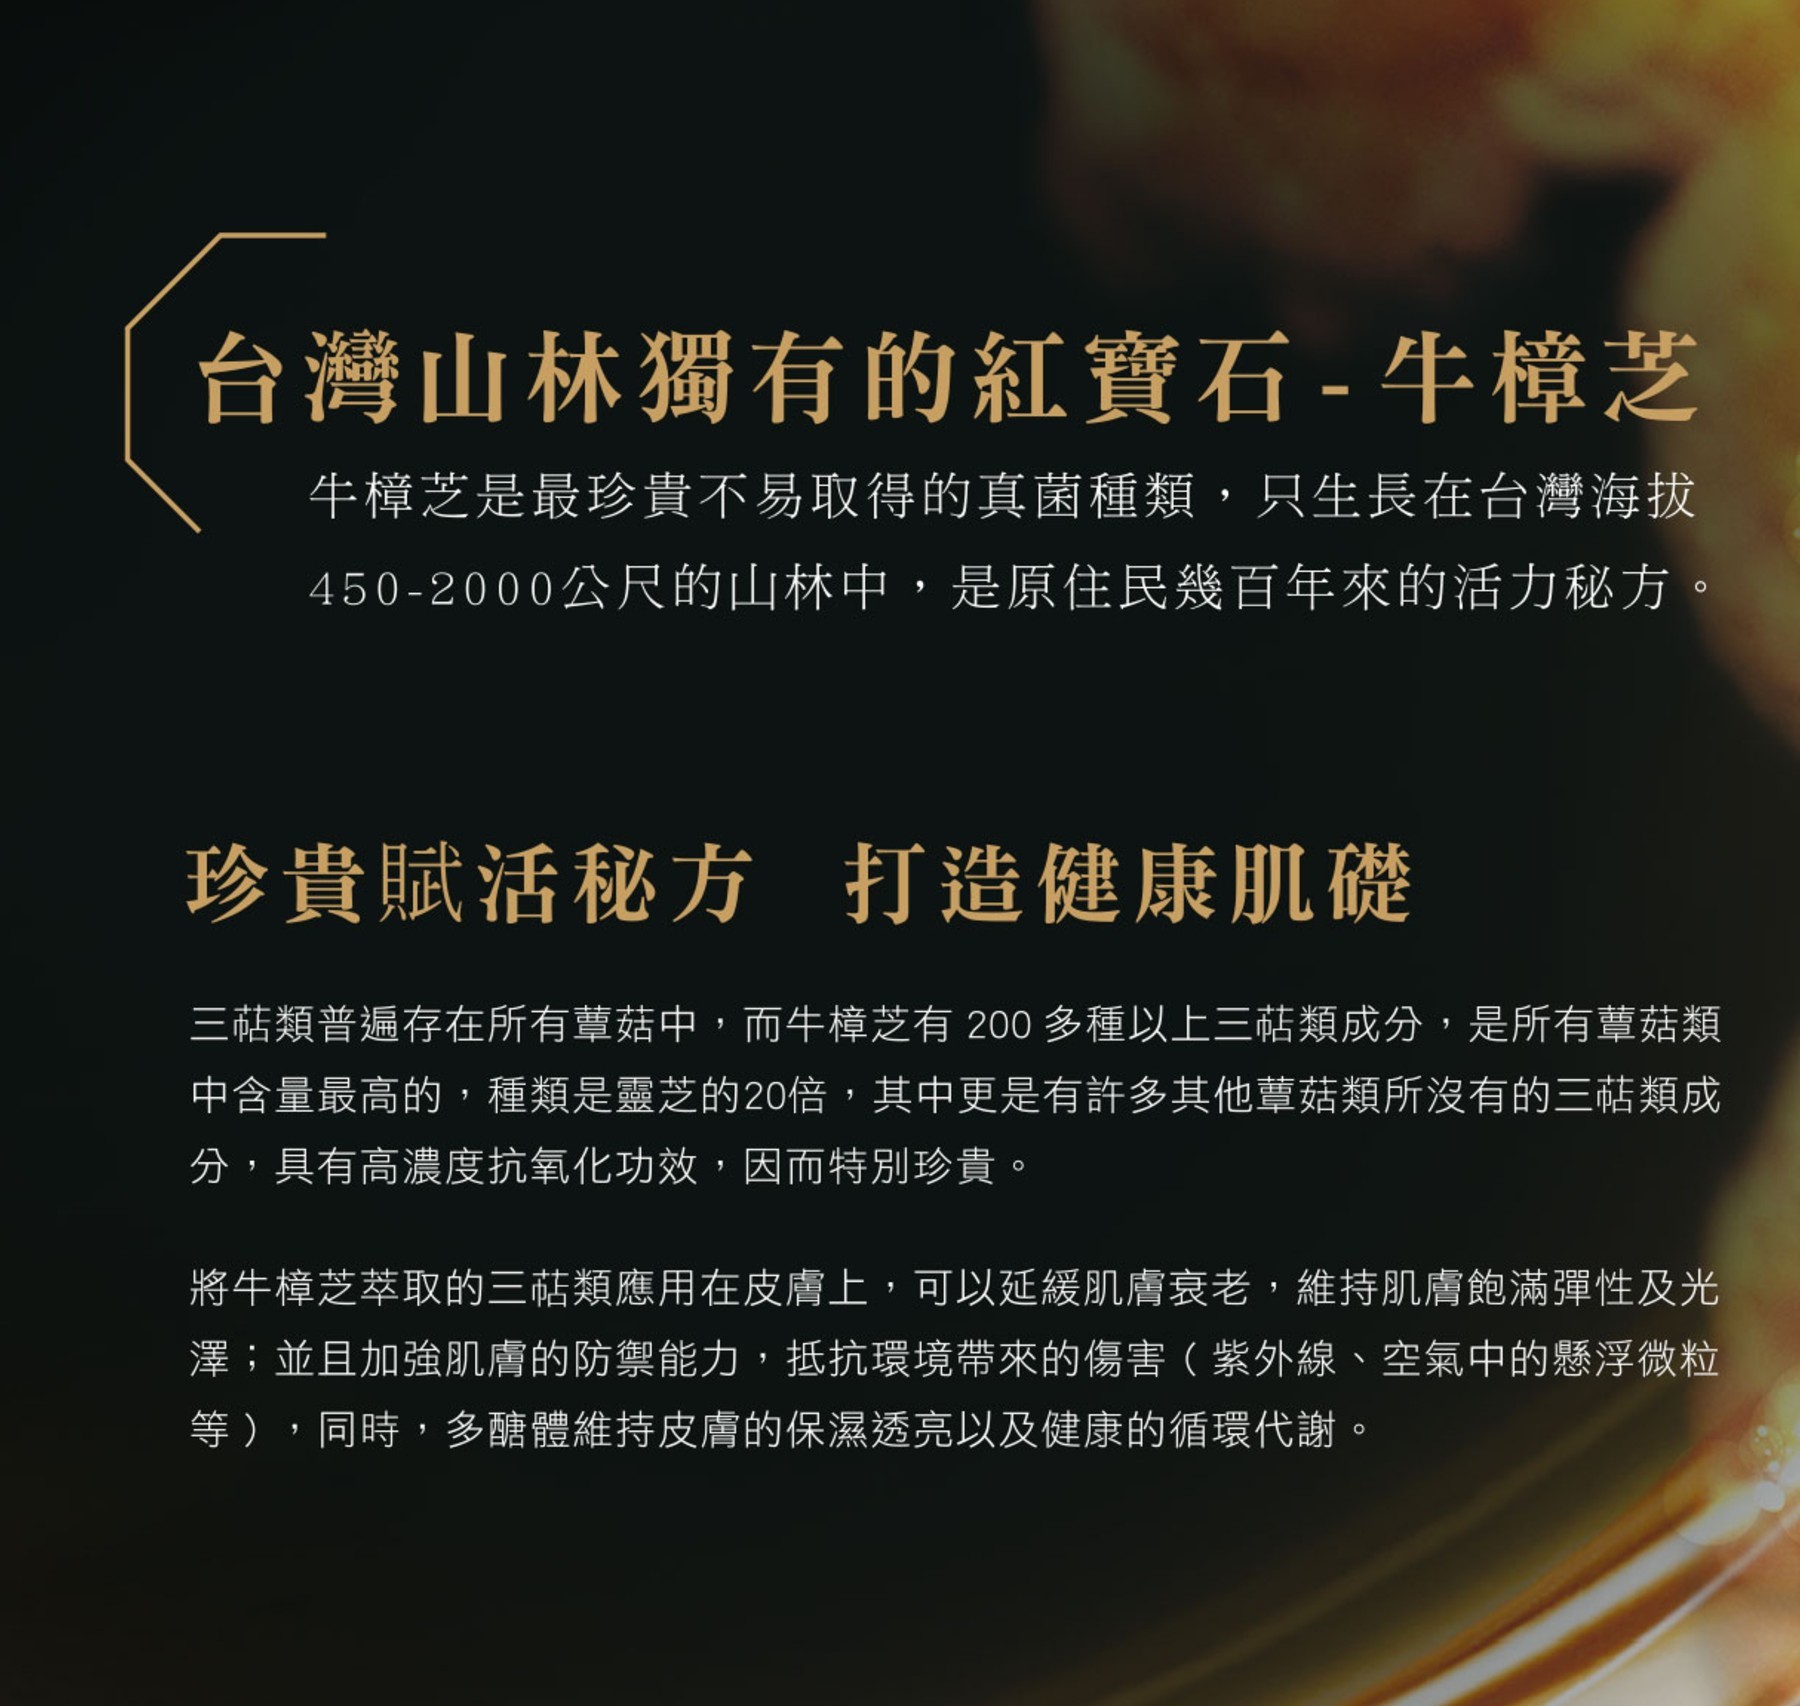 台灣山林獨有的紅寶石-牛樟芝
牛樟芝是最珍貴不易取得的真菌種類，只生長在台灣海拔
450-2000公尺的山林中，是原住民幾百年來的活力秘方。
珍貴賦活秘方　打造健康肌礎
三萜類普遍存在所有蕈菇中，而牛樟芝有 200 多種以上三萜類成分，是所有蕈菇類
中含量最高的，種類是靈芝的20倍，其中更是有許多其他蕈菇類所沒有的三萜類成
分，具有高濃度抗氧化功效，因而特別珍貴。
將牛樟芝萃取的三萜類應用在皮膚上，可以延緩肌膚衰老，維持肌膚飽滿彈性及光
澤；並且加強肌膚的防禦能力，抵抗環境帶來的傷害（紫外線、空氣中的懸浮微粒
等），同時，多醣體維持皮膚的保濕透亮以及健康的循環代謝。